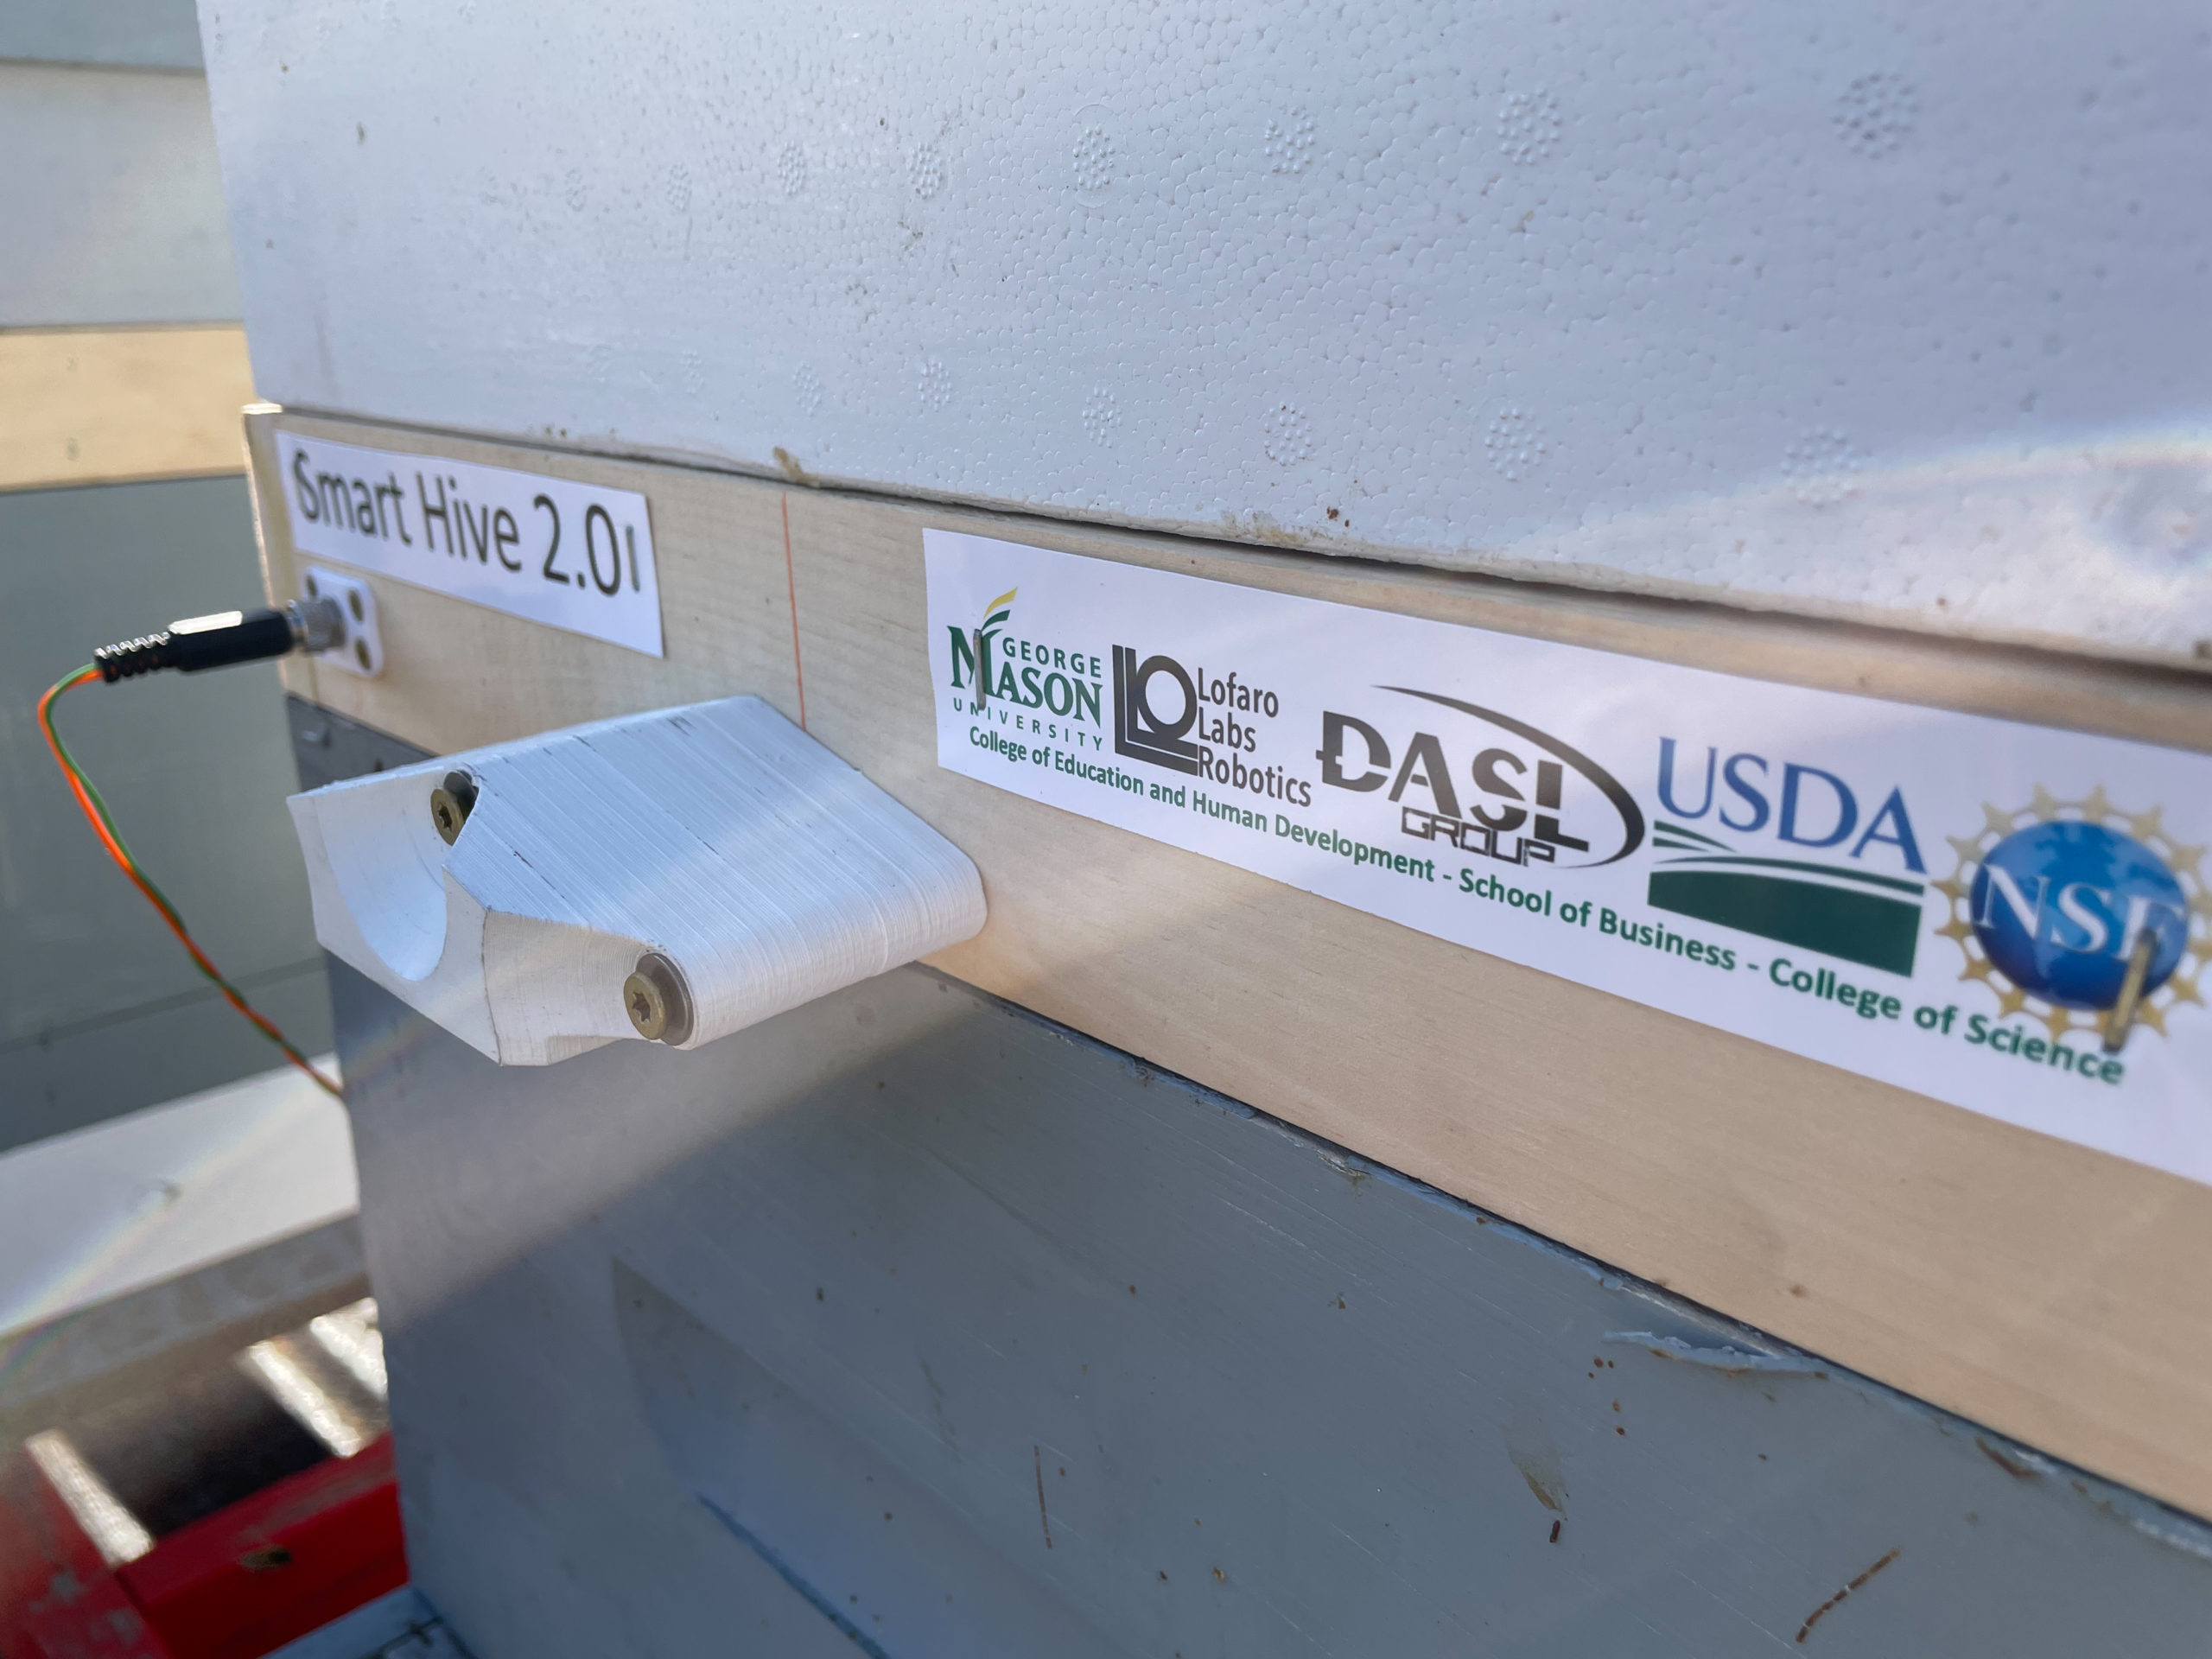 Smart Hive 2.0
GEORGE
MASON
UNIVERSITY
Lofaro
Labs
Robotics
DASL
GROUP
USDA
NSF
College of Education and Human Development - School of Business - College of Science